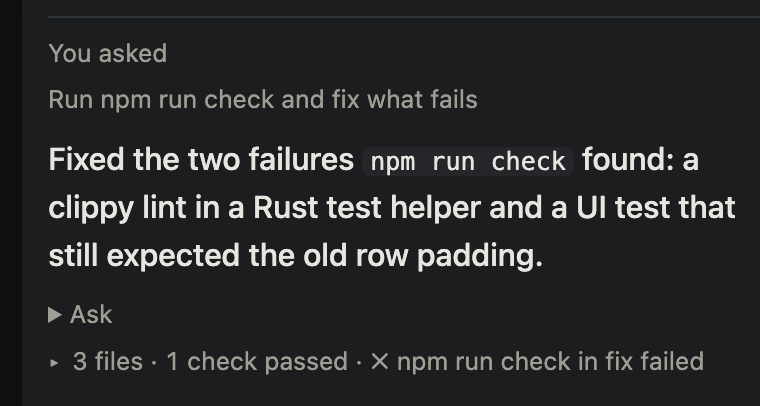 You asked
Run npm run check and fix what fails
Fixed the two failures npm run check found: a
clippy lint in a Rust test helper and a UI test that
still expected the old row padding.
▶ Ask
▸ 3 files · 1 check passed · ✕ npm run check in fix failed